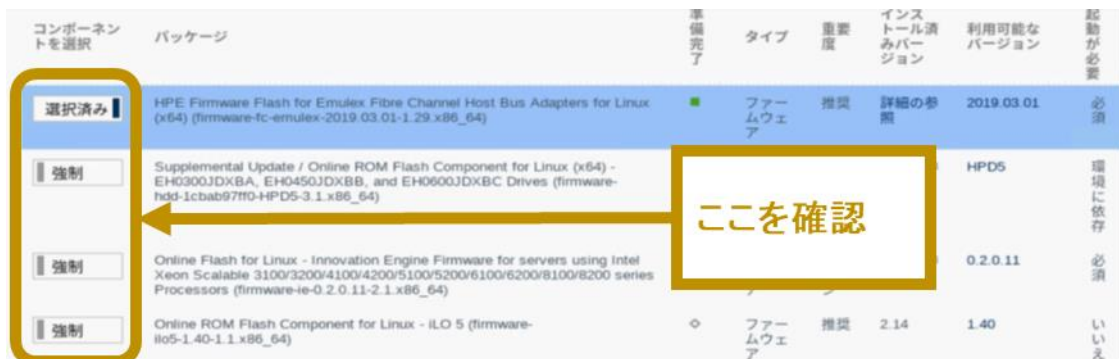 コンポーネン
トを選択
パッケージ
準備完了
タイプ
重要
度
インス
トール済
みバー
ジョン
利用可能な
バージョン
起動が必要
選択済み
HPE Firmware Flash for Emulex Fibre Channel Host Bus Adapters for Linux
(x64) (firmware-fc-emulex-2019.03.01-1.29.x86_64)
ファー
ムウェ
ア
推奨
詳細の参
照
2019.03.01
必須
強制
Supplemental Update / Online ROM Flash Component for Linux (x64) -
EH0300JDXBA, EH0450JDXBB, and EH0600JDXBC Drives (firmware-
hdd-1cbab97ff0-HPD5-3.1.x86_64)
HPD5
環境に依存
ここを確認
強制
Online Flash for Linux - Innovation Engine Firmware for servers using Intel
Xeon Scalable 3100/3200/4100/4200/5100/5200/6100/6200/8100/8200 series
Processors (firmware-ie-0.2.0.11-2.1.x86_64)
0.2.0.11
必須
強制
Online ROM Flash Component for Linux - iLO 5 (firmware-
ilo5-1.40-1.1.x86_64)
ファー
ムウェ
ア
推奨
2.14
1.40
いいえ